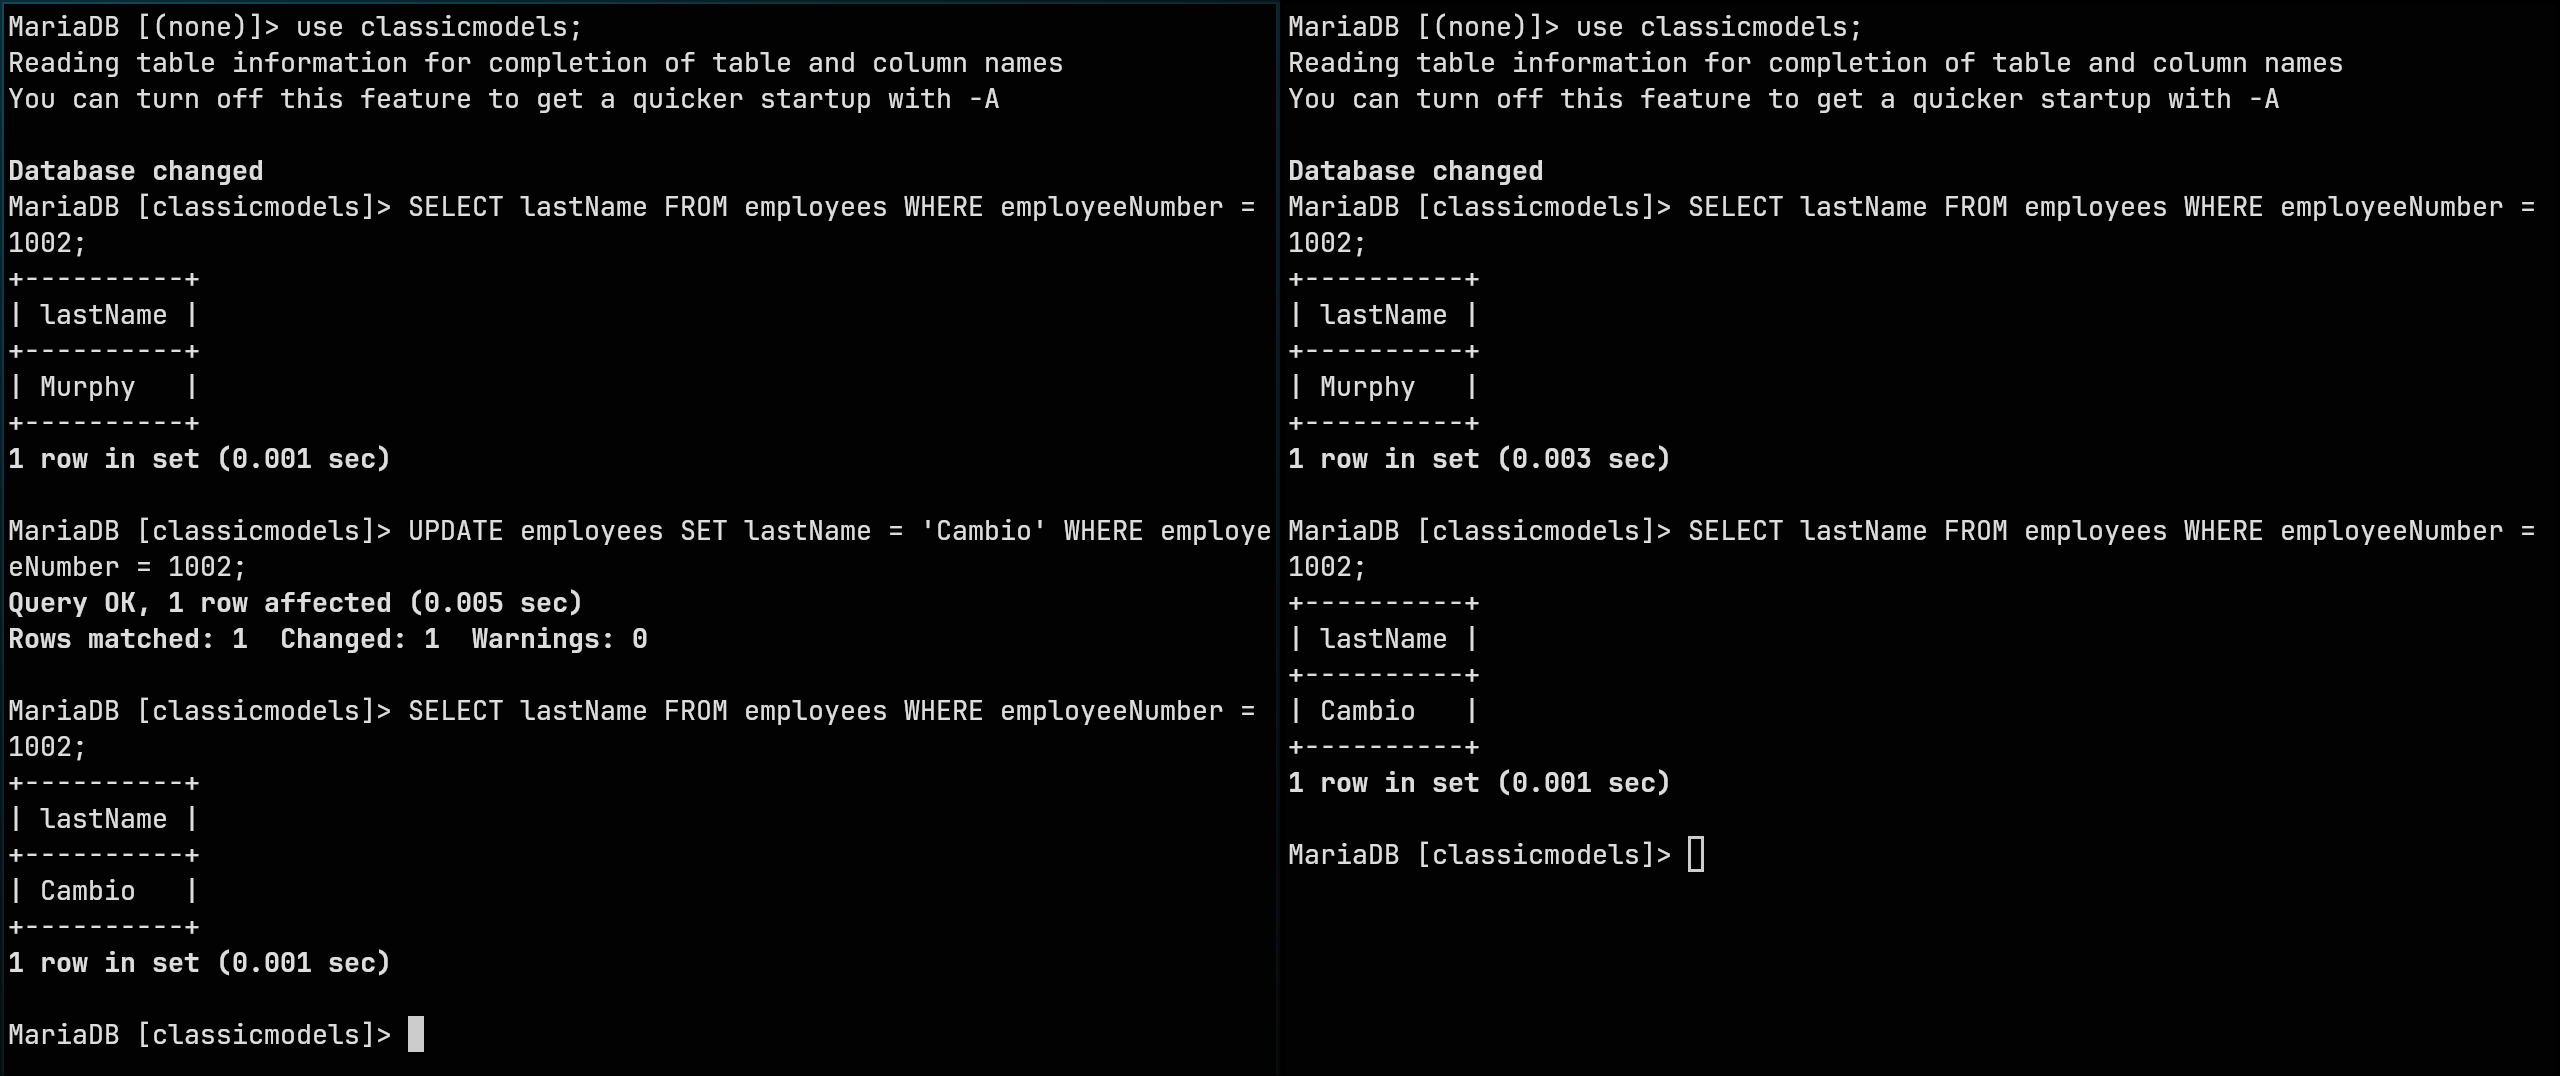 MariaDB [(none)]> use classicmodels;
Reading table information for completion of table and column names
You can turn off this feature to get a quicker startup with -A

Database changed
MariaDB [classicmodels]> SELECT lastName FROM employees WHERE employeeNumber =
1002;
+----------+
| lastName |
+----------+
| Murphy   |
+----------+
1 row in set (0.001 sec)

MariaDB [classicmodels]> UPDATE employees SET lastName = 'Cambio' WHERE employe
eNumber = 1002;
Query OK, 1 row affected (0.005 sec)
Rows matched: 1  Changed: 1  Warnings: 0

MariaDB [classicmodels]> SELECT lastName FROM employees WHERE employeeNumber =
1002;
+----------+
| lastName |
+----------+
| Cambio   |
+----------+
1 row in set (0.001 sec)

MariaDB [classicmodels]>
MariaDB [(none)]> use classicmodels;
Reading table information for completion of table and column names
You can turn off this feature to get a quicker startup with -A

Database changed
MariaDB [classicmodels]> SELECT lastName FROM employees WHERE employeeNumber =
1002;
+----------+
| lastName |
+----------+
| Murphy   |
+----------+
1 row in set (0.003 sec)

MariaDB [classicmodels]> SELECT lastName FROM employees WHERE employeeNumber =
1002;
+----------+
| lastName |
+----------+
| Cambio   |
+----------+
1 row in set (0.001 sec)

MariaDB [classicmodels]>